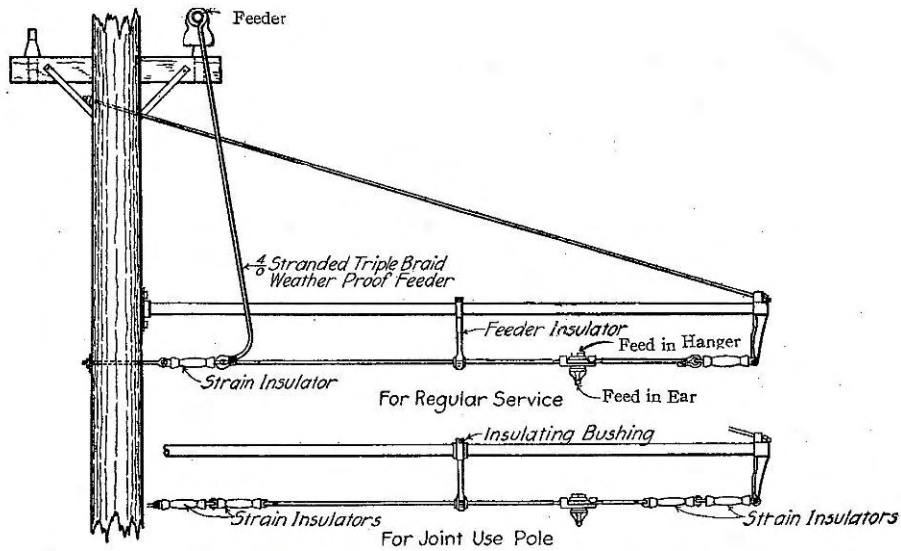 Feeder
4/0 Stranded Triple Braid
Weather Proof Feeder
Feeder Insulator
Feed in Hanger
Strain Insulator
For Regular Service
Feed in Ear
Insulating Bushing
Strain Insulators
Strain Insulators
For Joint Use Pole